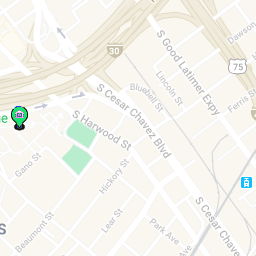 Dawson
S Good Latimer Expy
30
Lincoln St
Bluebell St
75
Ferris St
S Cesar Chavez Blvd
S Harwood St
Gano St
Hickory St
Lear St
Park Ave
Beaumont St
S Cesar Chavez